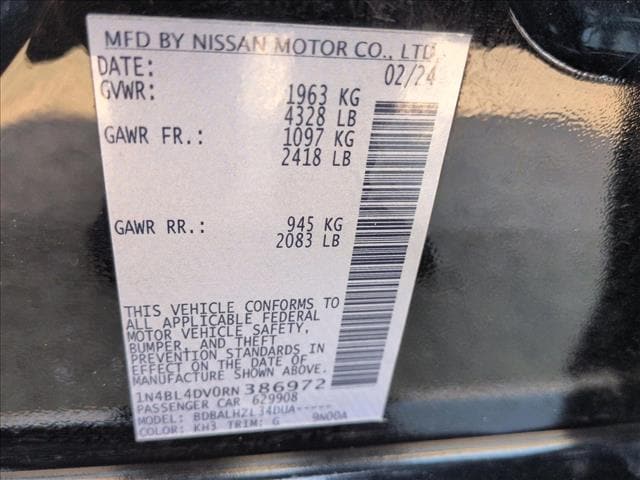 MFD BY NISSAN MOTOR CO., LTD.
DATE: 02/24
GVWR: 1963 KG
4328 LB
GAWR FR.: 1097 KG
2418 LB
GAWR RR.: 945 KG
2083 LB
THIS VEHICLE CONFORMS TO
ALL APPLICABLE FEDERAL
MOTOR VEHICLE SAFETY,
BUMPER, AND THEFT
PREVENTION STANDARDS IN
EFFECT ON THE DATE OF
MANUFACTURE SHOWN ABOVE.
1N4BL4DV0RN386972
PASSENGER CAR 629908
MODEL: BDBALHZL34DUA-----
COLOR: KH3 TRIM: G 9N00A